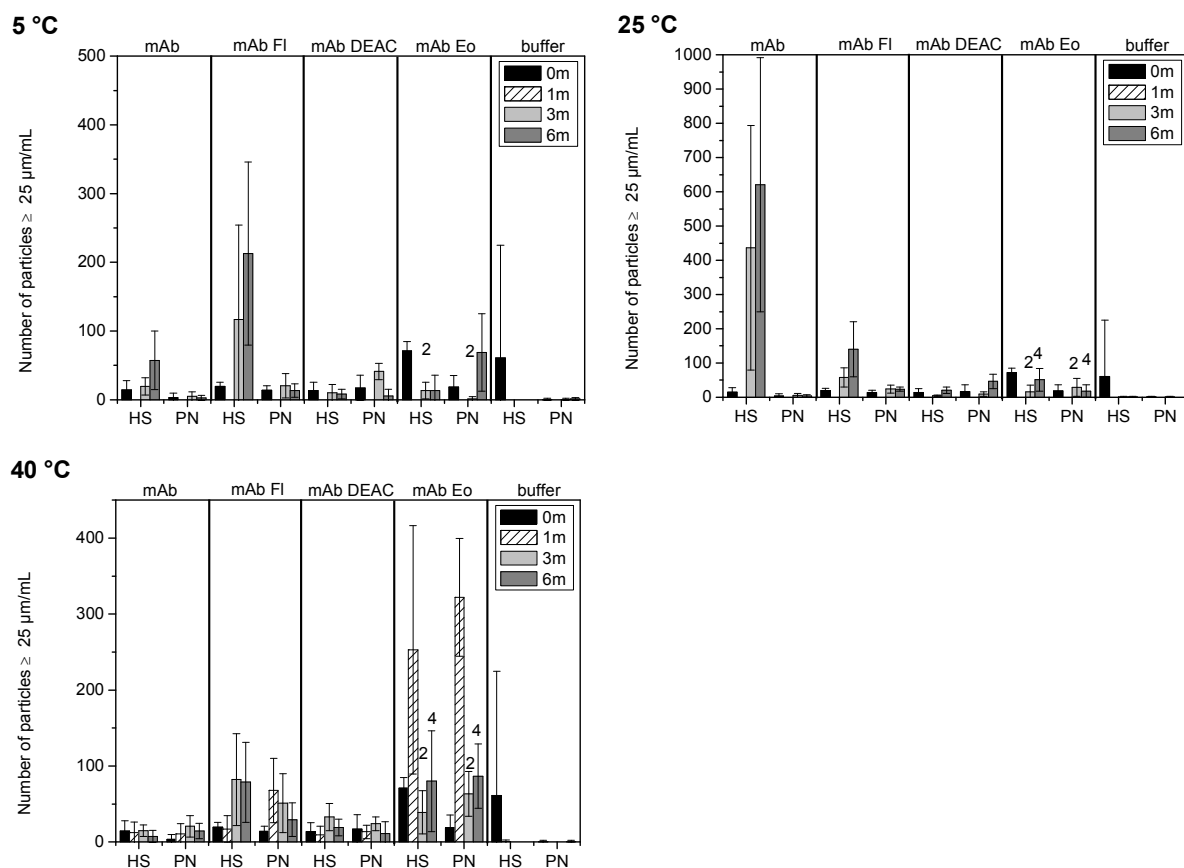 5 °C
mAb mAb Fl mAb DEAC mAb Eo buffer
500
400
300
200
100
0
Number of particles ≥ 25 µm/mL
0m
1m
3m
6m
2 2
HS PN HS PN HS PN HS PN HS PN
25 °C
mAb mAb Fl mAb DEAC mAb Eo buffer
1000
900
800
700
600
500
400
300
200
100
0
Number of particles ≥ 25 µm/mL
0m
1m
3m
6m
2 4 2 4
HS PN HS PN HS PN HS PN HS PN
40 °C
mAb mAb Fl mAb DEAC mAb Eo buffer
400
300
200
100
0
Number of particles ≥ 25 µm/mL
0m
1m
3m
6m
2 4 2 4
HS PN HS PN HS PN HS PN HS PN